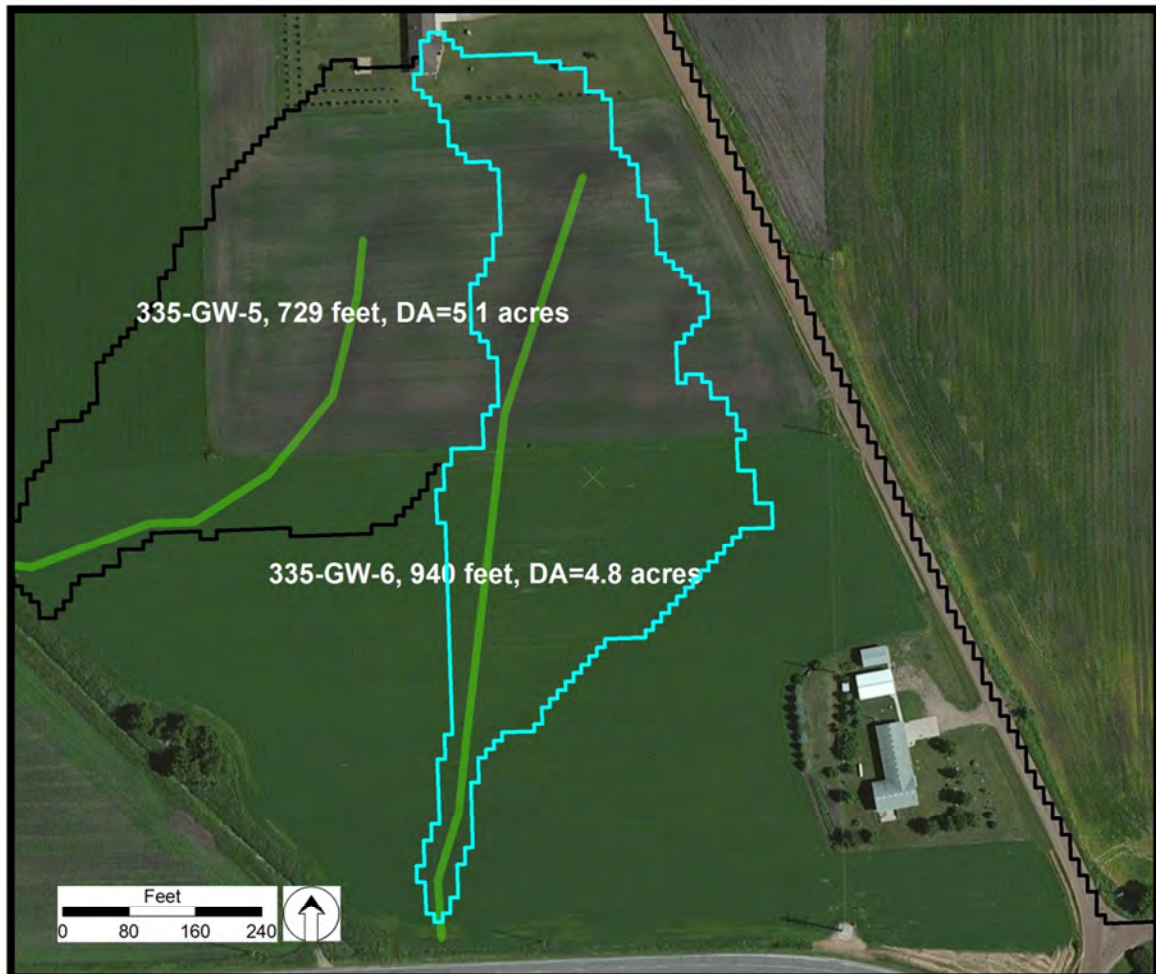 335-GW-5, 729 feet, DA=5.1 acres
335-GW-6, 940 feet, DA=4.8 acres
Feet
0 80 160 240